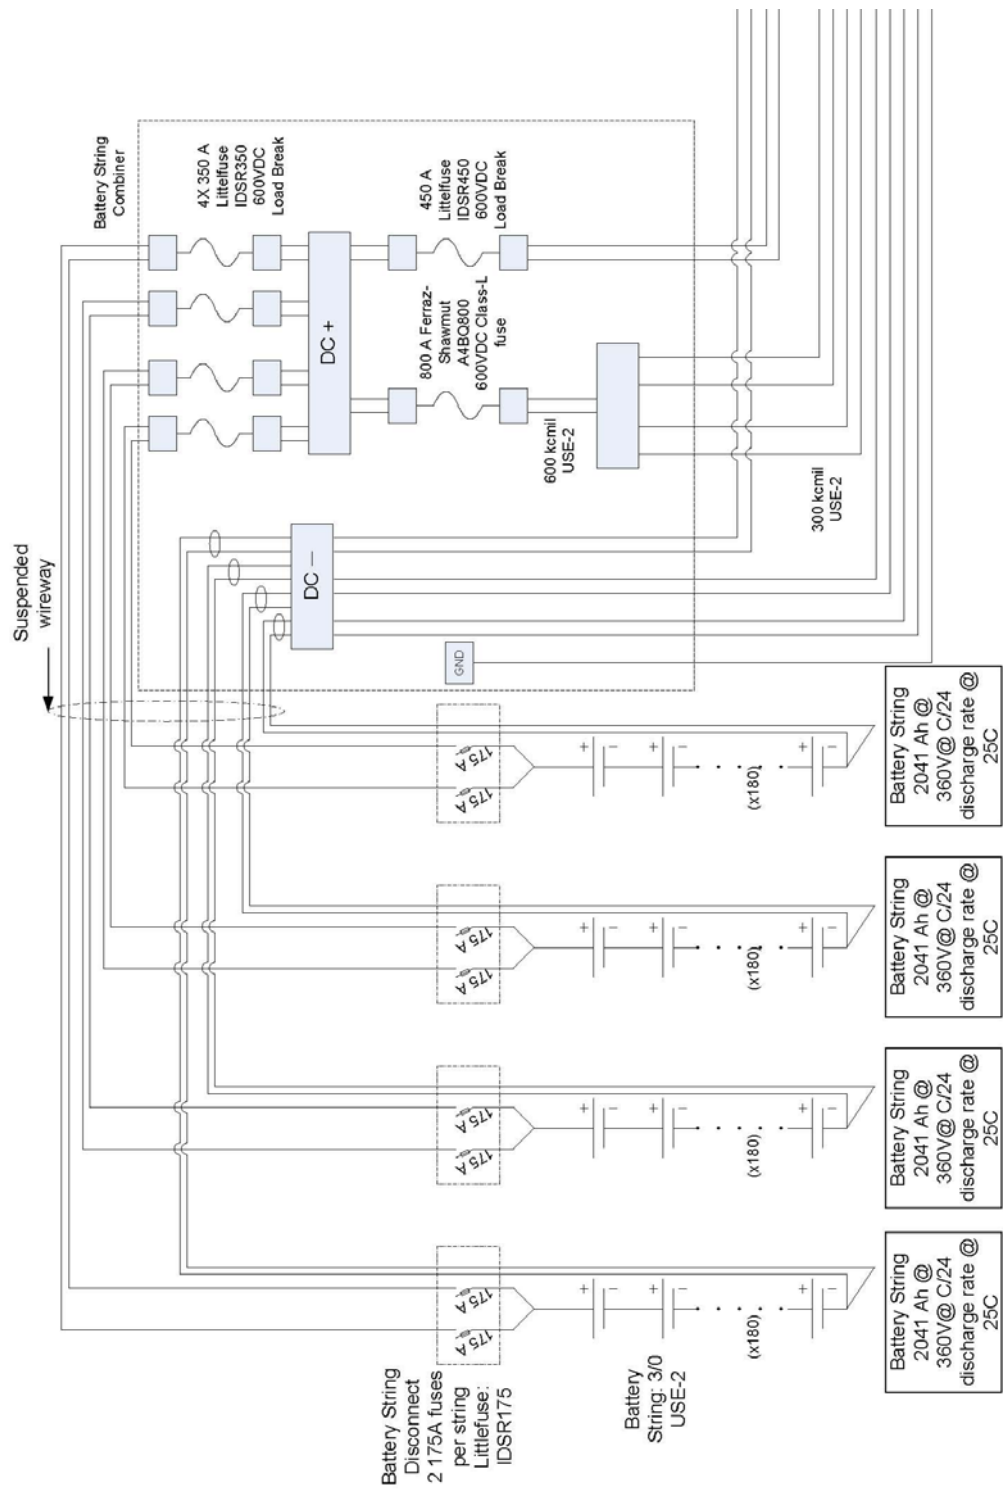 Suspended
wireway
Battery String
Combiner
4X 350 A
Littelfuse
IDSR350
600VDC
Load Break
DC +
450 A
Littelfuse
IDSR450
600VDC
Load Break
800 A Ferraz-
Shawmut
A4BQ800
600VDC Class-L
fuse
600 kcmil
USE-2
300 kcmil
USE-2
DC —
GND
175 A
175 A
175 A
175 A
175 A
175 A
175 A
175 A
Battery String
Disconnect
2 175A fuses
per string
Littlefuse:
IDSR175
Battery
String: 3/0
USE-2
+
−
+
−
(x180)
+
−
+
−
+
−
(x180)
+
−
+
−
+
−
(x180)
+
−
+
−
+
−
(x180)
+
−
Battery String
2041 Ah @
360V@ C/24
discharge rate @
25C
Battery String
2041 Ah @
360V@ C/24
discharge rate @
25C
Battery String
2041 Ah @
360V@ C/24
discharge rate @
25C
Battery String
2041 Ah @
360V@ C/24
discharge rate @
25C